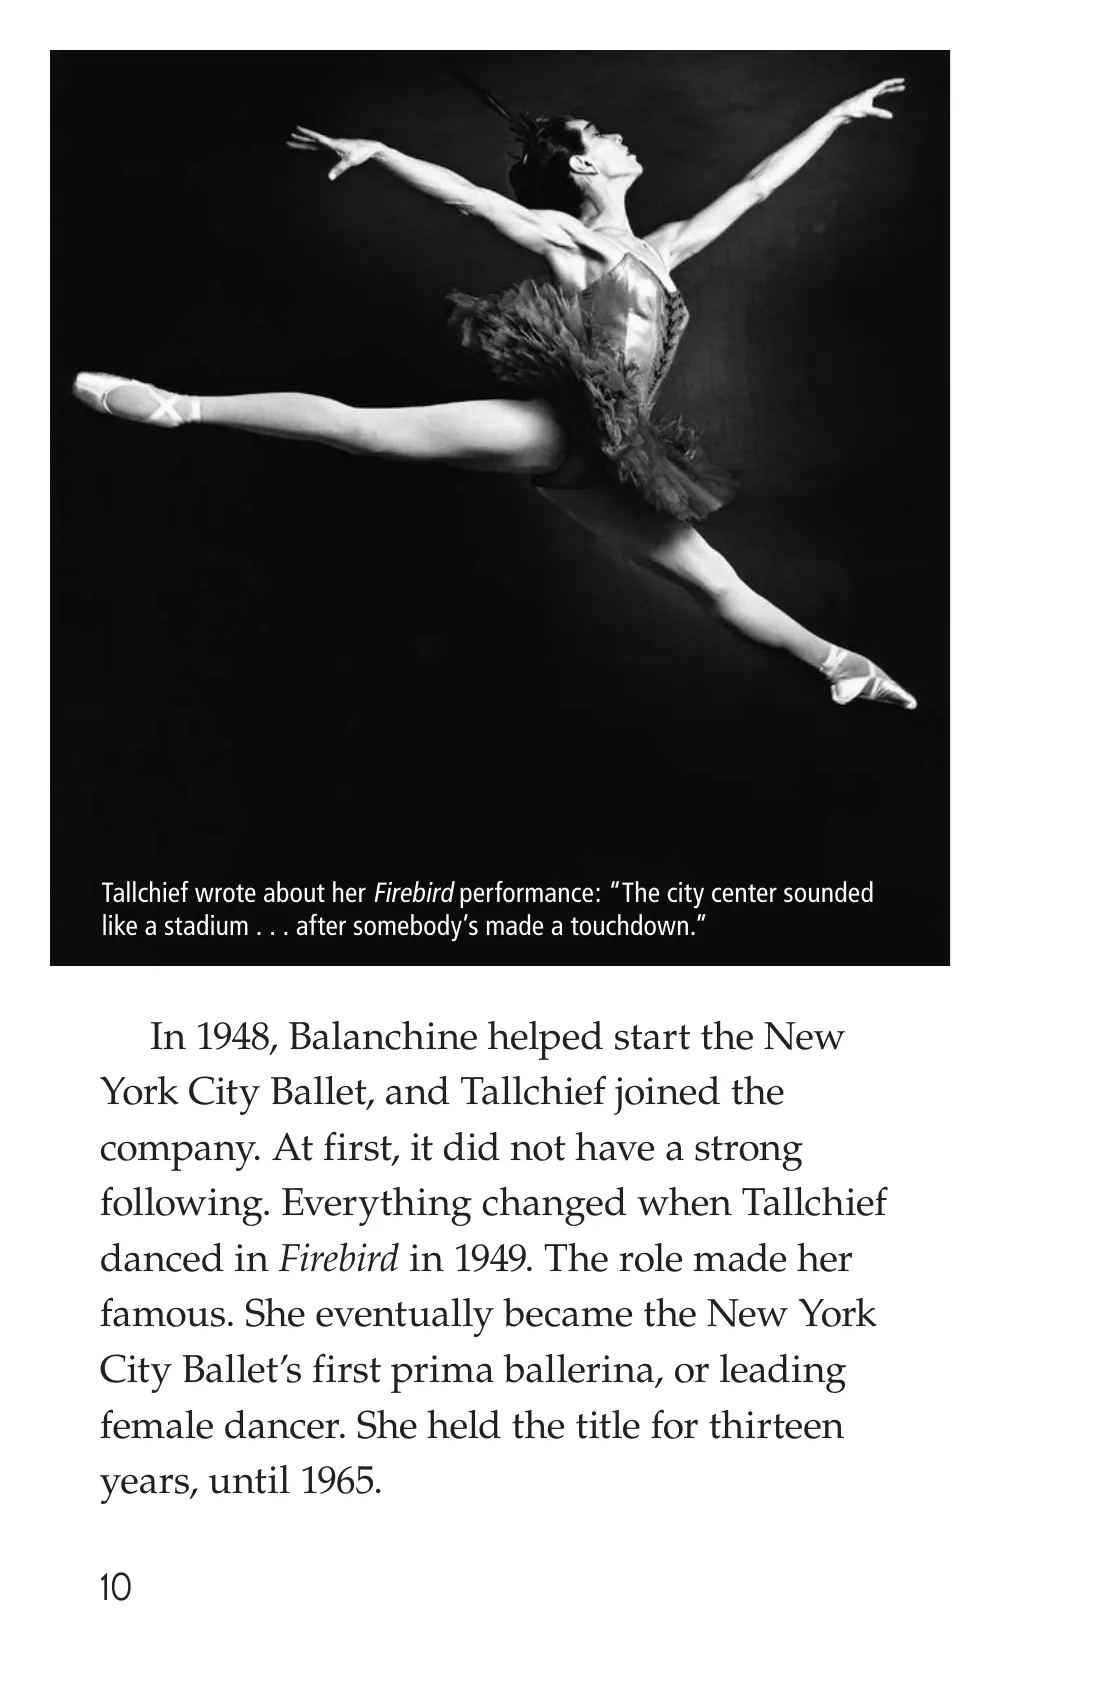 Tallchief wrote about her Firebird performance: “The city center sounded
like a stadium . . . after somebody’s made a touchdown.”
In 1948, Balanchine helped start the New
York City Ballet, and Tallchief joined the
company. At first, it did not have a strong
following. Everything changed when Tallchief
danced in Firebird in 1949. The role made her
famous. She eventually became the New York
City Ballet’s first prima ballerina, or leading
female dancer. She held the title for thirteen
years, until 1965.
10